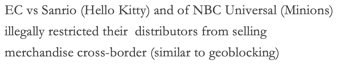 EC vs Sanrio (Hello Kitty) and of NBC Universal (Minions)
illegally restricted their distributors from selling
merchandise cross-border (similar to geoblocking)